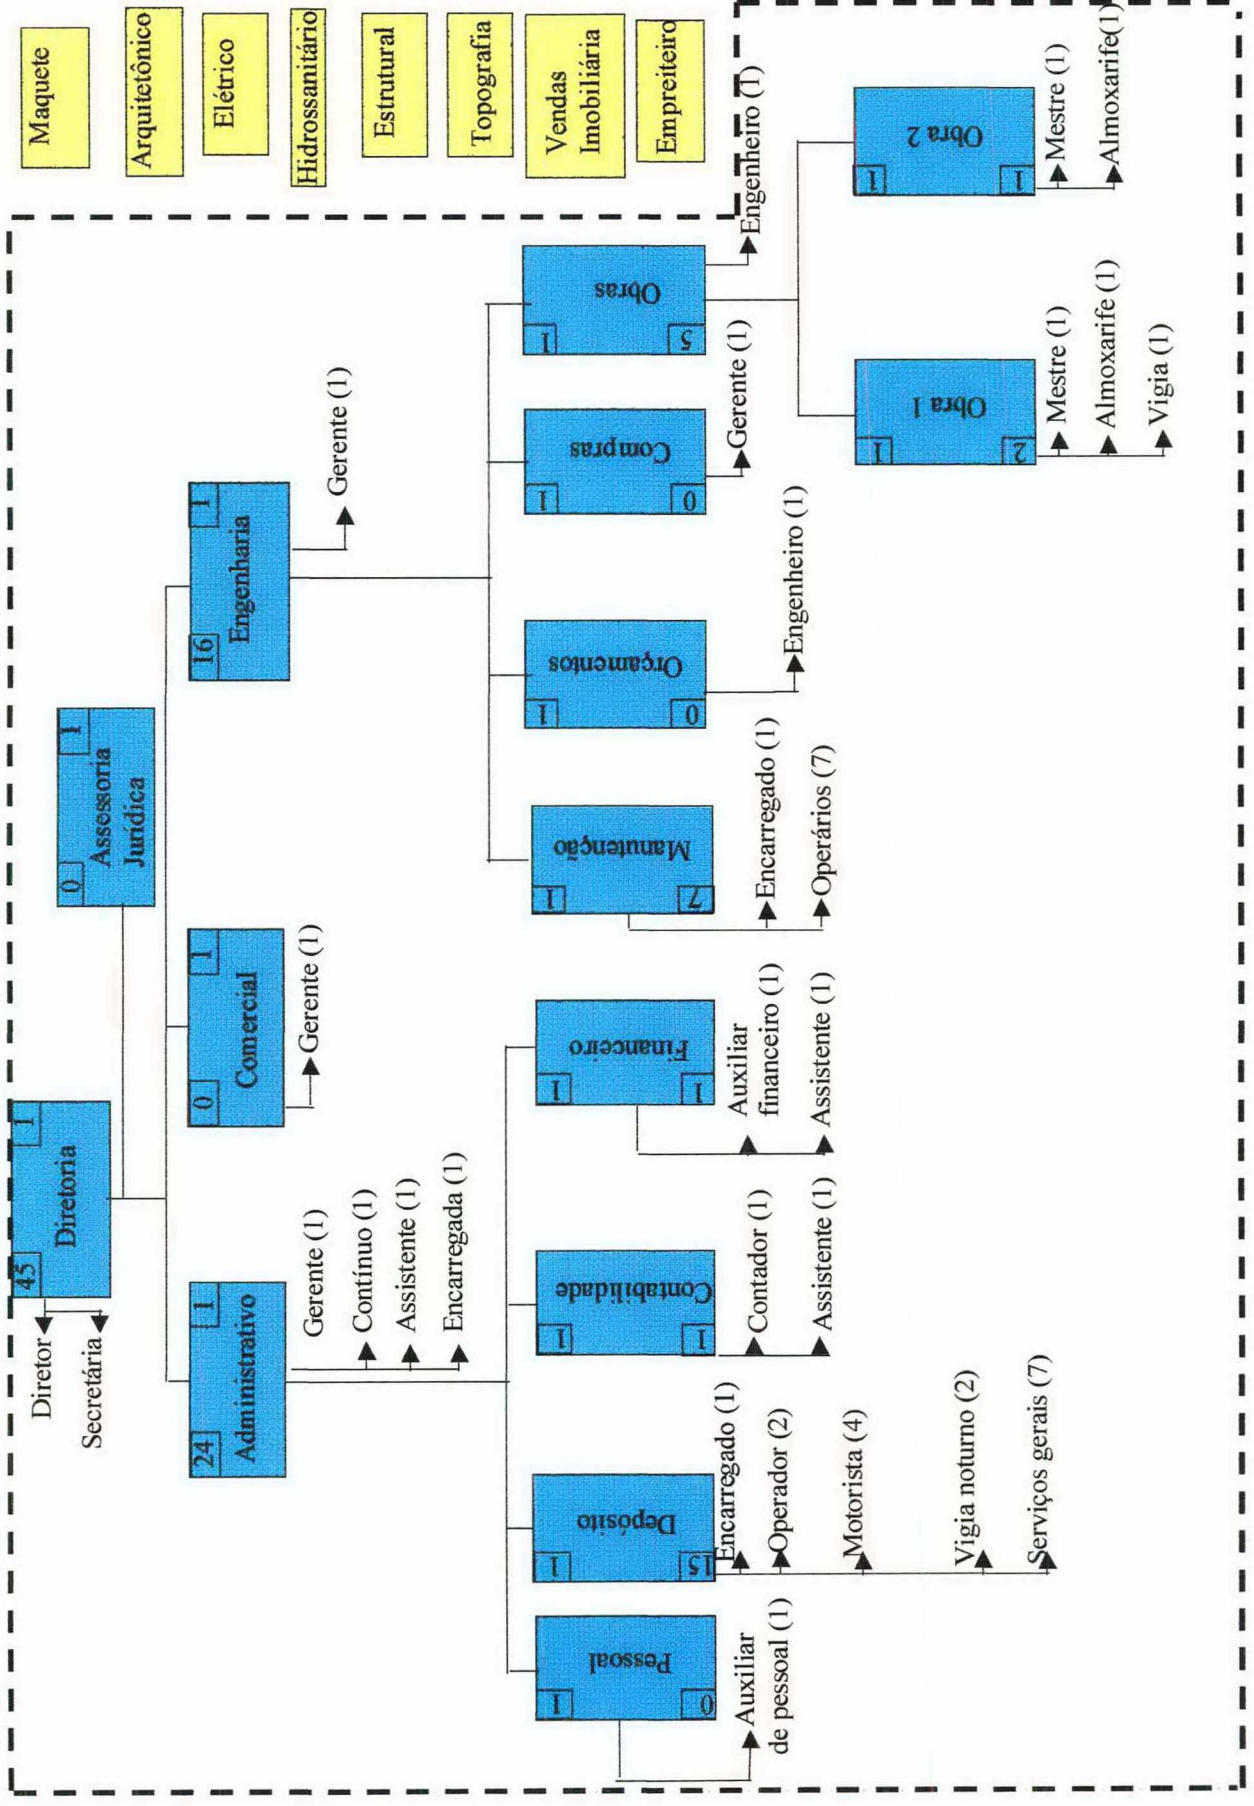 Maquete
Arquitetônico
Elétrico
Hidrossanitário
Estrutural
Topografia
Vendas
Imobiliária
Empreiteiro
45
1
Diretoria
Diretor
Secretária
0
1
Assessoria
Jurídica
24
1
Administrativo
Gerente (1)
Contínuo (1)
Assistente (1)
Encarregada (1)
0
1
Comercial
Gerente (1)
16
1
Engenharia
Gerente (1)
1
Pessoal
0
Auxiliar
de pessoal (1)
1
Depósito
15
Encarregado (1)
Operador (2)
Motorista (4)
Vigia noturno (2)
Serviços gerais (7)
1
Contabilidade
1
Contador (1)
Assistente (1)
1
Financeiro
1
Auxiliar
financeiro (1)
Assistente (1)
1
Manutenção
7
Encarregado (1)
Operários (7)
1
Orçamentos
0
Engenheiro (1)
1
Compras
0
Gerente (1)
1
Obras
5
Engenheiro (1)
1
Obra 1
2
Mestre (1)
Almoxarife (1)
Vigia (1)
1
Obra 2
1
Mestre (1)
Almoxarife(1)